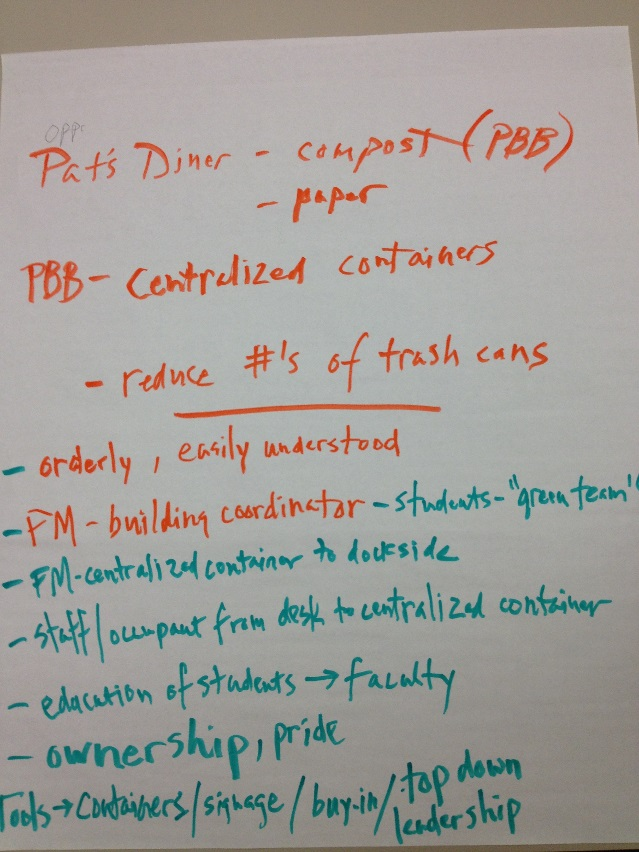 OPP
Pat's Diner - compost (PBB)
- paper
PBB - centralized containers
- reduce #'s of trash cans
- orderly, easily understood
- FM - building coordinator - students - "green team"
- FM - centralized container to dockside
- staff/occupant from desk to centralized container
- education of students → faculty
- ownership, pride
Tools → Containers/signage/buy-in/top down
leadership